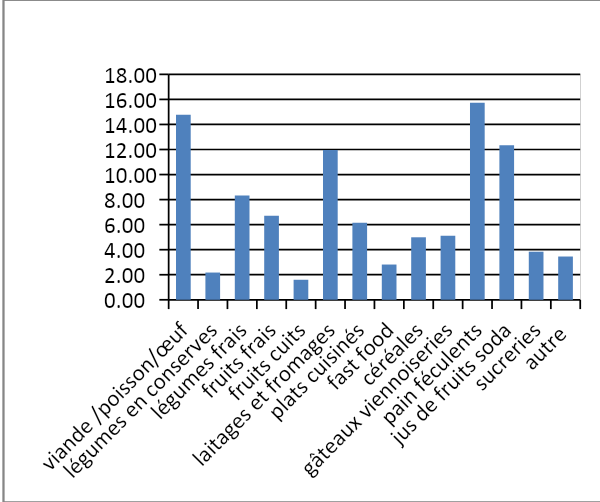 18.00
16.00
14.00
12.00
10.00
8.00
6.00
4.00
2.00
0.00
viande /poisson/œuf
légumes en conserves
légumes frais
fruits frais
fruits cuits
laitages et fromages
plats cuisinés
fast food
céréales
gâteaux viennoiseries
pain féculents
jus de fruits soda
sucreries
autre